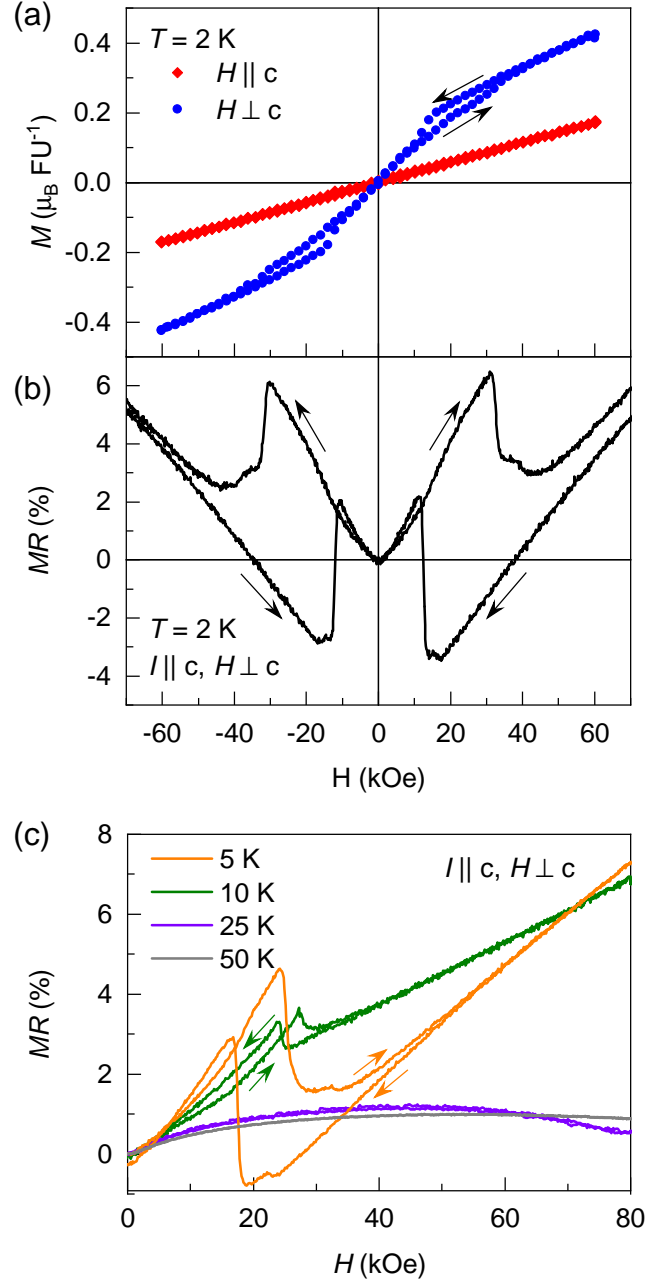 (a)
T = 2 K
H || c
H ⊥ c
0.4
0.2
0.0
-0.2
-0.4
M (μB FU-1)
(b)
6
4
2
0
-2
-4
MR (%)
T = 2 K
I || c, H ⊥ c
-60 -40 -20 0 20 40 60
H (kOe)
(c)
8
6
4
2
0
MR (%)
5 K
10 K
25 K
50 K
I || c, H ⊥ c
0 20 40 60 80
H (kOe)